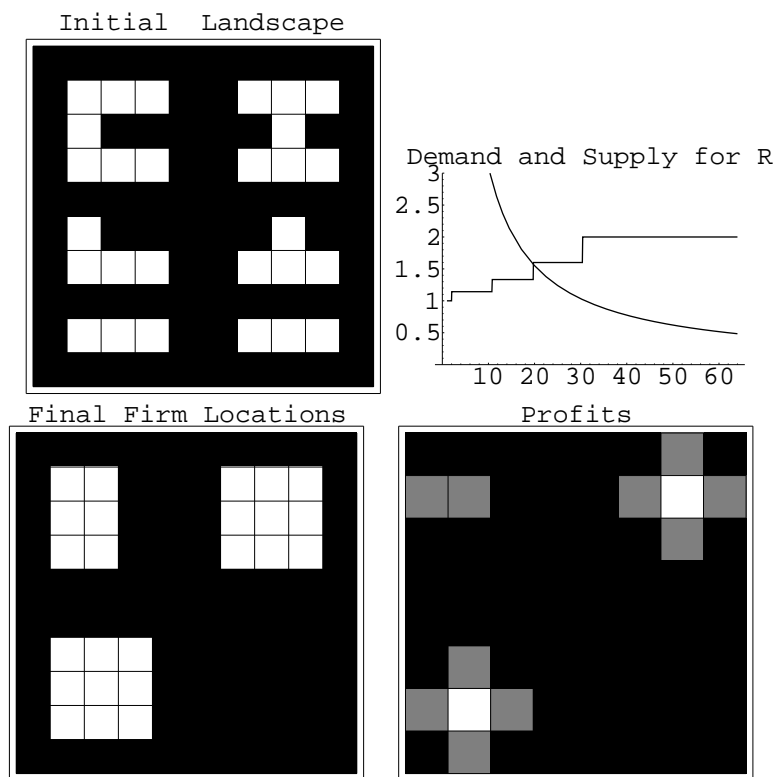 Initial Landscape
Demand and Supply for R
3
2.5
2
1.5
1
0.5
10 20 30 40 50 60
Final Firm Locations
Profits